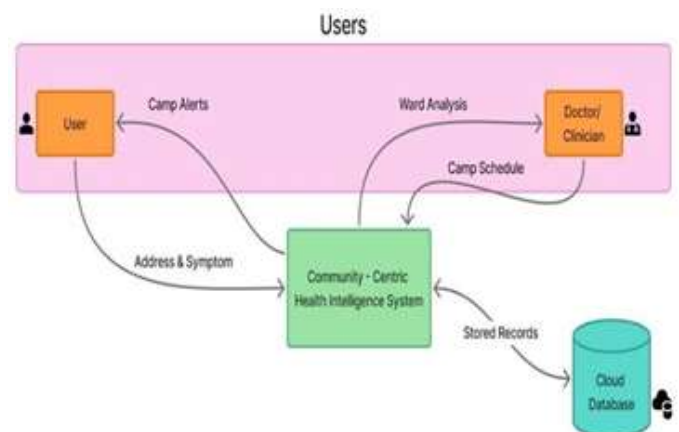 Users
Camp Alerts
Ward Analysis
User
Doctor/
Clinician
Camp Schedule
Address & Symptom
Community - Centric
Health Intelligence System
Stored Records
Cloud
Database